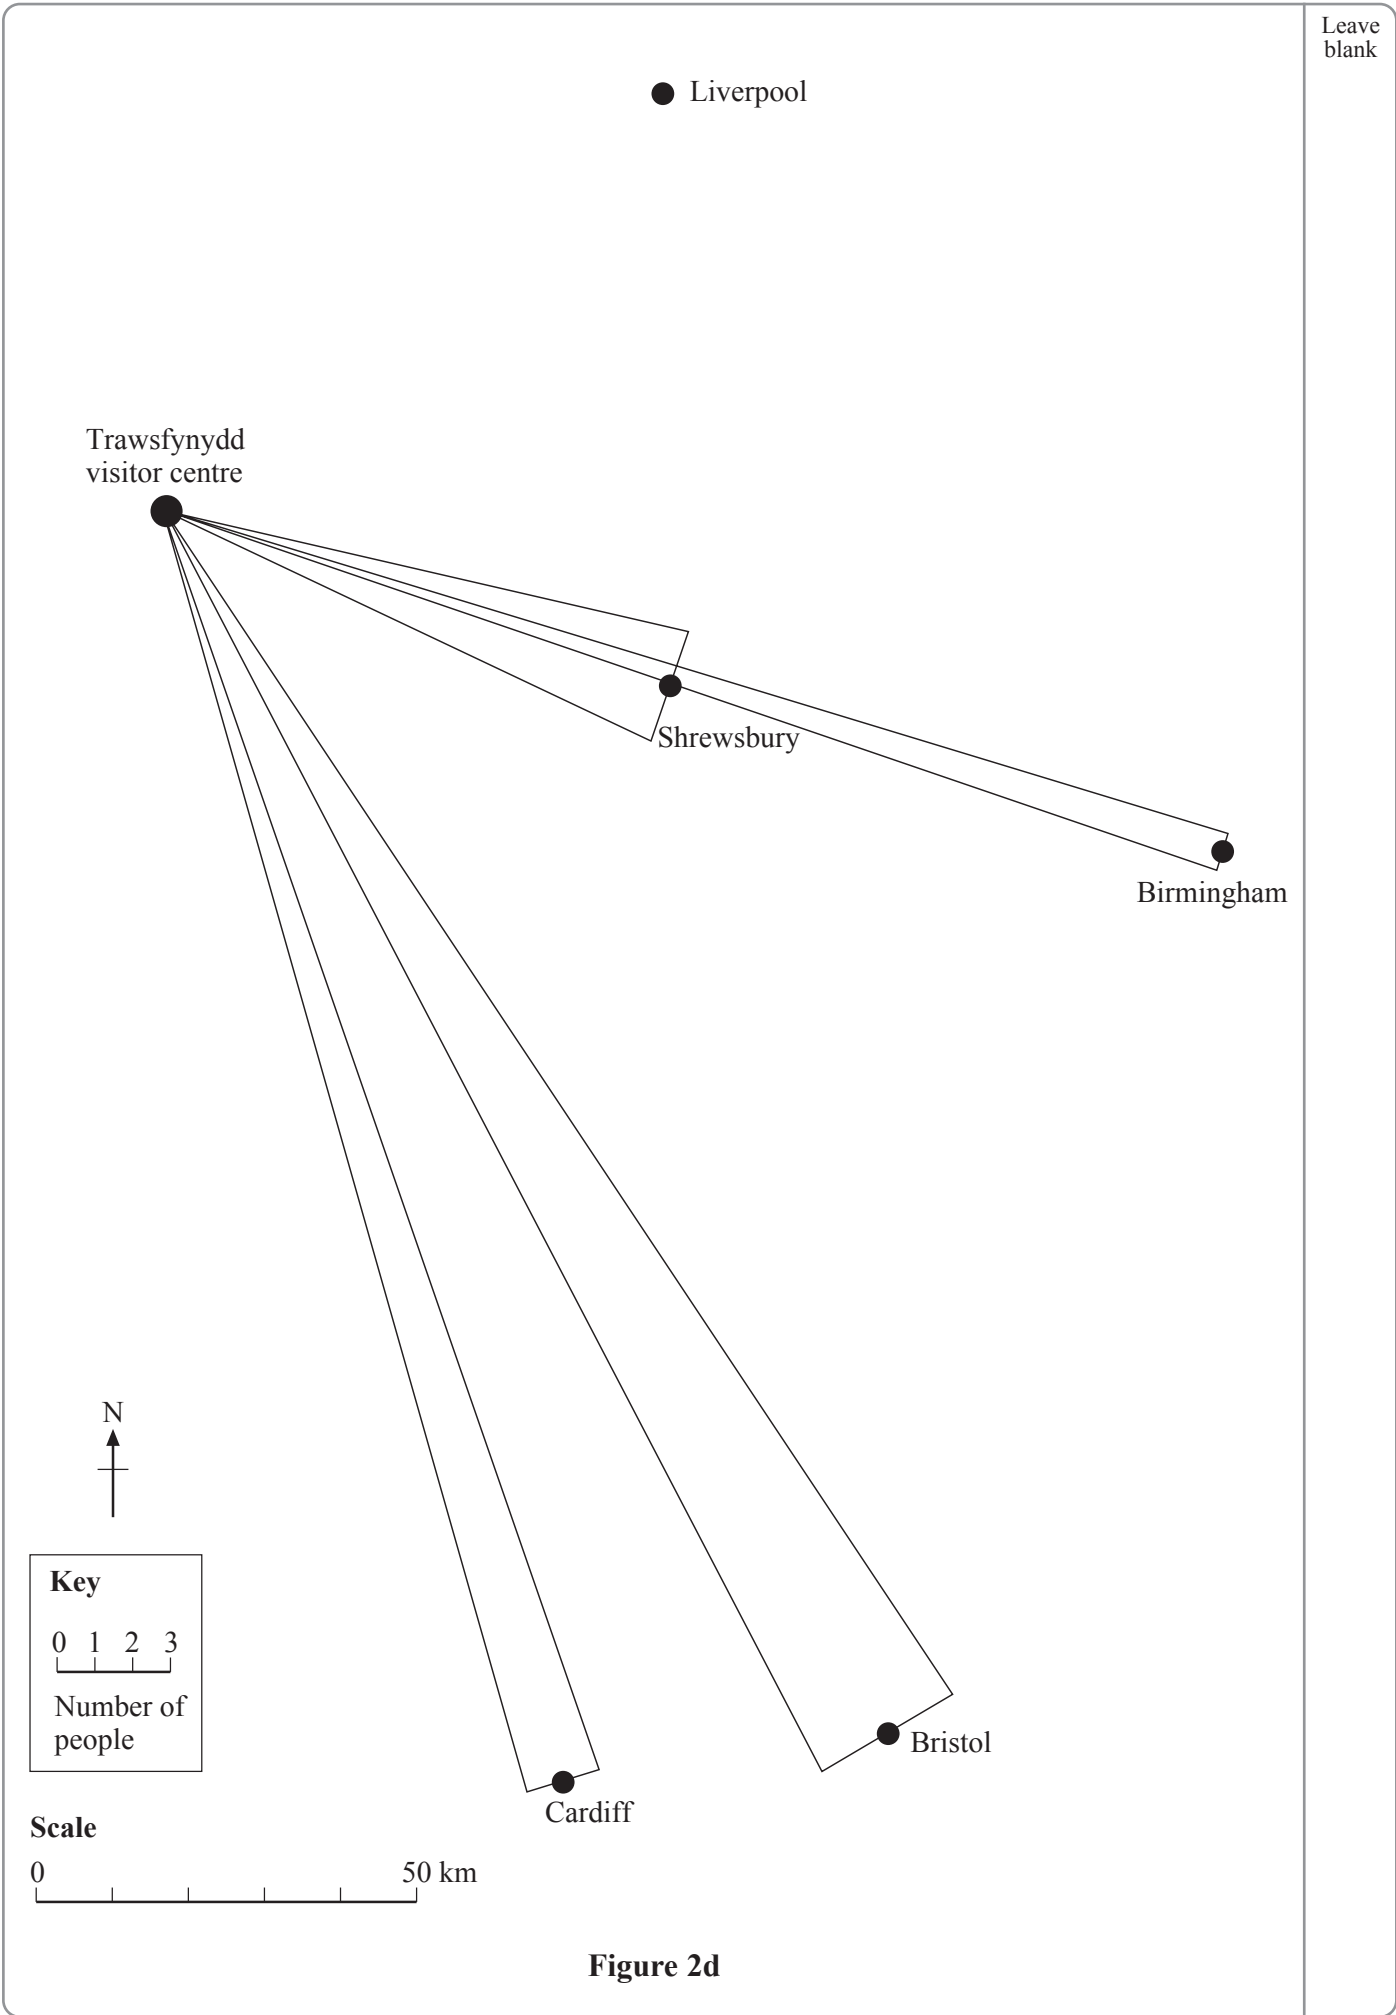 Leave
blank
Liverpool
Trawsfynydd
visitor centre
Shrewsbury
Birmingham
N
Key
0 1 2 3
Number of
people
Bristol
Cardiff
Scale
0 50 km
Figure 2d